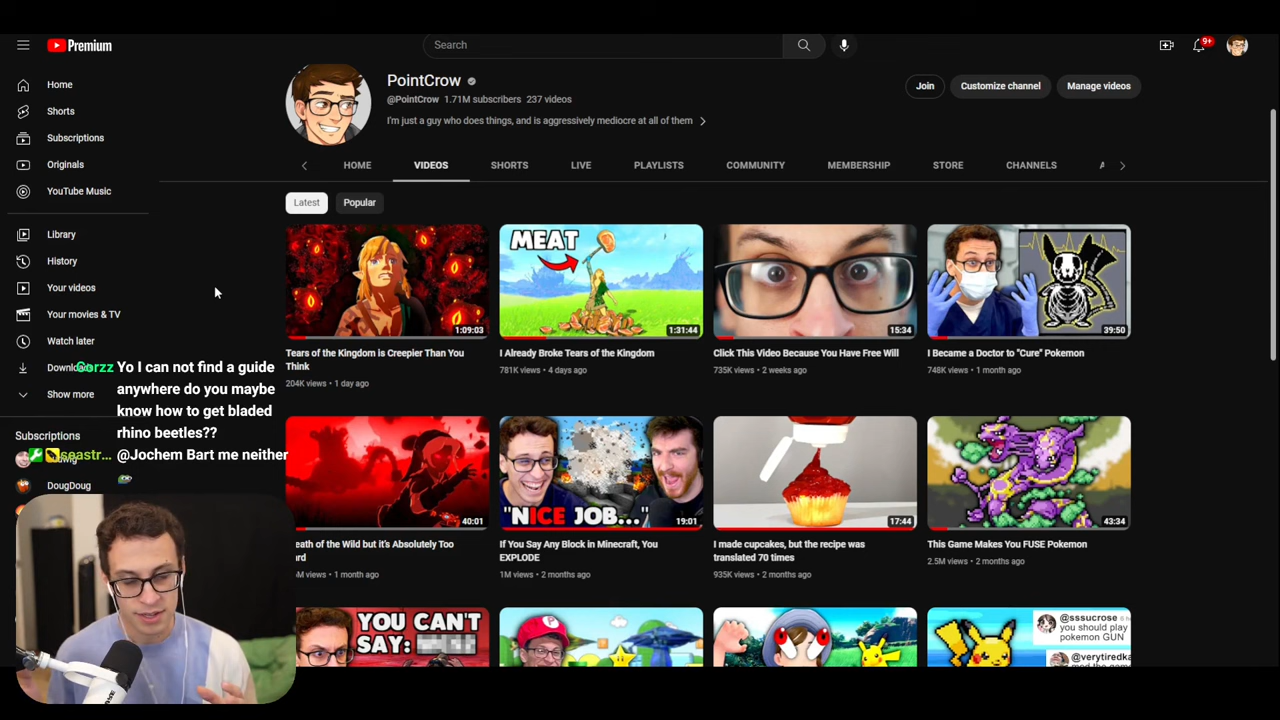 Premium
Search
9+
Home
Shorts
Subscriptions
Originals
YouTube Music
Library
History
Your videos
Your movies & TV
Watch later
Show more
Subscriptions
DougDoug
PointCrow
@PointCrow 1.71M subscribers 237 videos
I'm just a guy who does things, and is aggressively mediocre at all of them
Join
Customize channel
Manage videos
HOME
VIDEOS
SHORTS
LIVE
PLAYLISTS
COMMUNITY
MEMBERSHIP
STORE
CHANNELS
A
Latest
Popular
1:09:03
Tears of the Kingdom is Creepier Than You
Think
204K views • 1 day ago
MEAT
1:31:44
I Already Broke Tears of the Kingdom
781K views • 4 days ago
15:34
Click This Video Because You Have Free Will
735K views • 2 weeks ago
39:50
I Became a Doctor to "Cure" Pokemon
748K views • 1 month ago
Yo I can not find a guide
anywhere do you maybe
know how to get bladed
rhino beetles??
seastr... @Jochem Bart me neither
40:01
eath of the Wild but it's Absolutely Too
ard
M views • 1 month ago
"NICE JOB..."
19:01
If You Say Any Block in Minecraft, You
EXPLODE
1M views • 2 months ago
17:44
I made cupcakes, but the recipe was
translated 70 times
935K views • 2 months ago
43:34
This Game Makes You FUSE Pokemon
2.5M views • 2 months ago
YOU CAN'T
SAY:
@sssucrose
you should play
pokemon GUN
@verytiredka